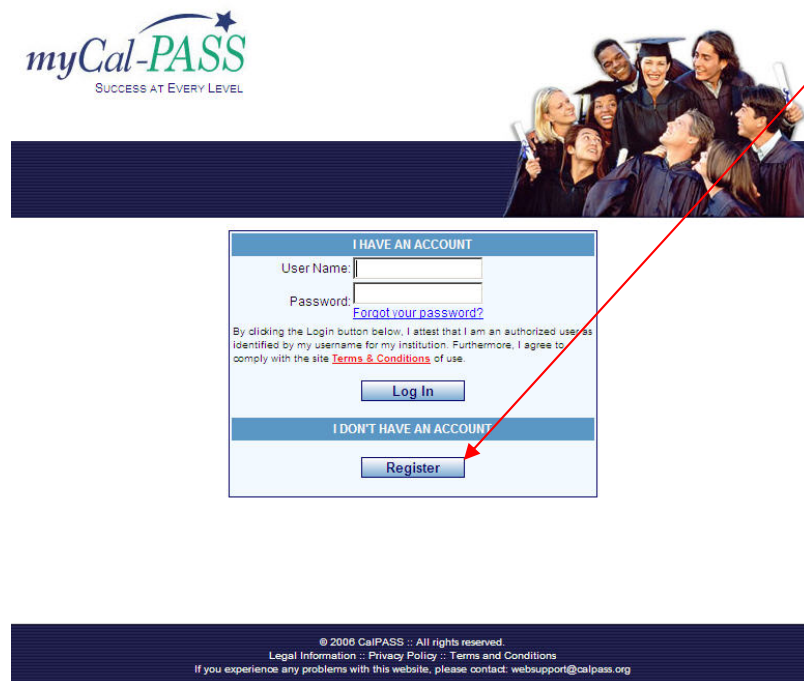 myCal-PASS
SUCCESS AT EVERY LEVEL
I HAVE AN ACCOUNT
User Name:
Password:
Forgot your password?
By clicking the Login button below, I attest that I am an authorized user as
identified by my username for my institution. Furthermore, I agree to
comply with the site Terms & Conditions of use.
Log In
I DON'T HAVE AN ACCOUNT
Register
© 2006 CalPASS :: All rights reserved.
Legal Information :: Privacy Policy :: Terms and Conditions
If you experience any problems with this website, please contact: websupport@calpass.org